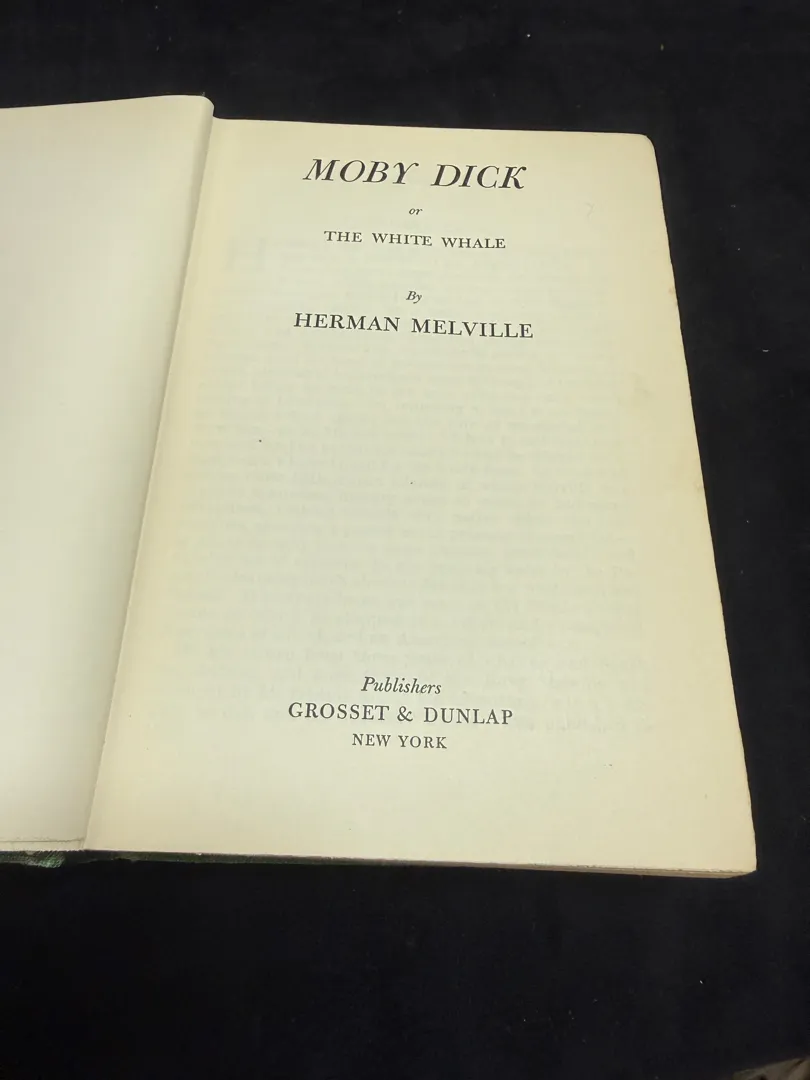 MOBY DICK
or
THE WHITE WHALE
By
HERMAN MELVILLE
Publishers
GROSSET & DUNLAP
NEW YORK